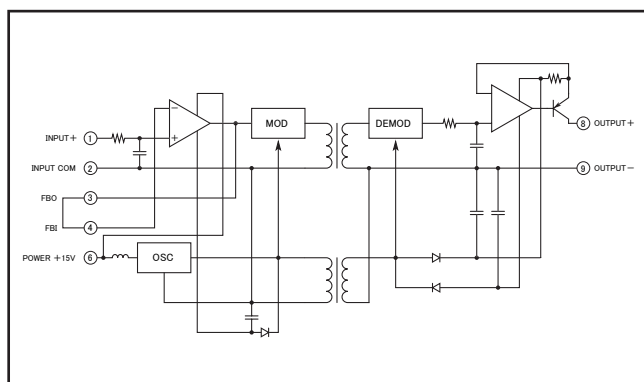 INPUT+ 1
INPUT COM 2
FBO 3
FBI 4
POWER +15V 6
−
+
MOD
DEMOD
OSC
8 OUTPUT+
9 OUTPUT−